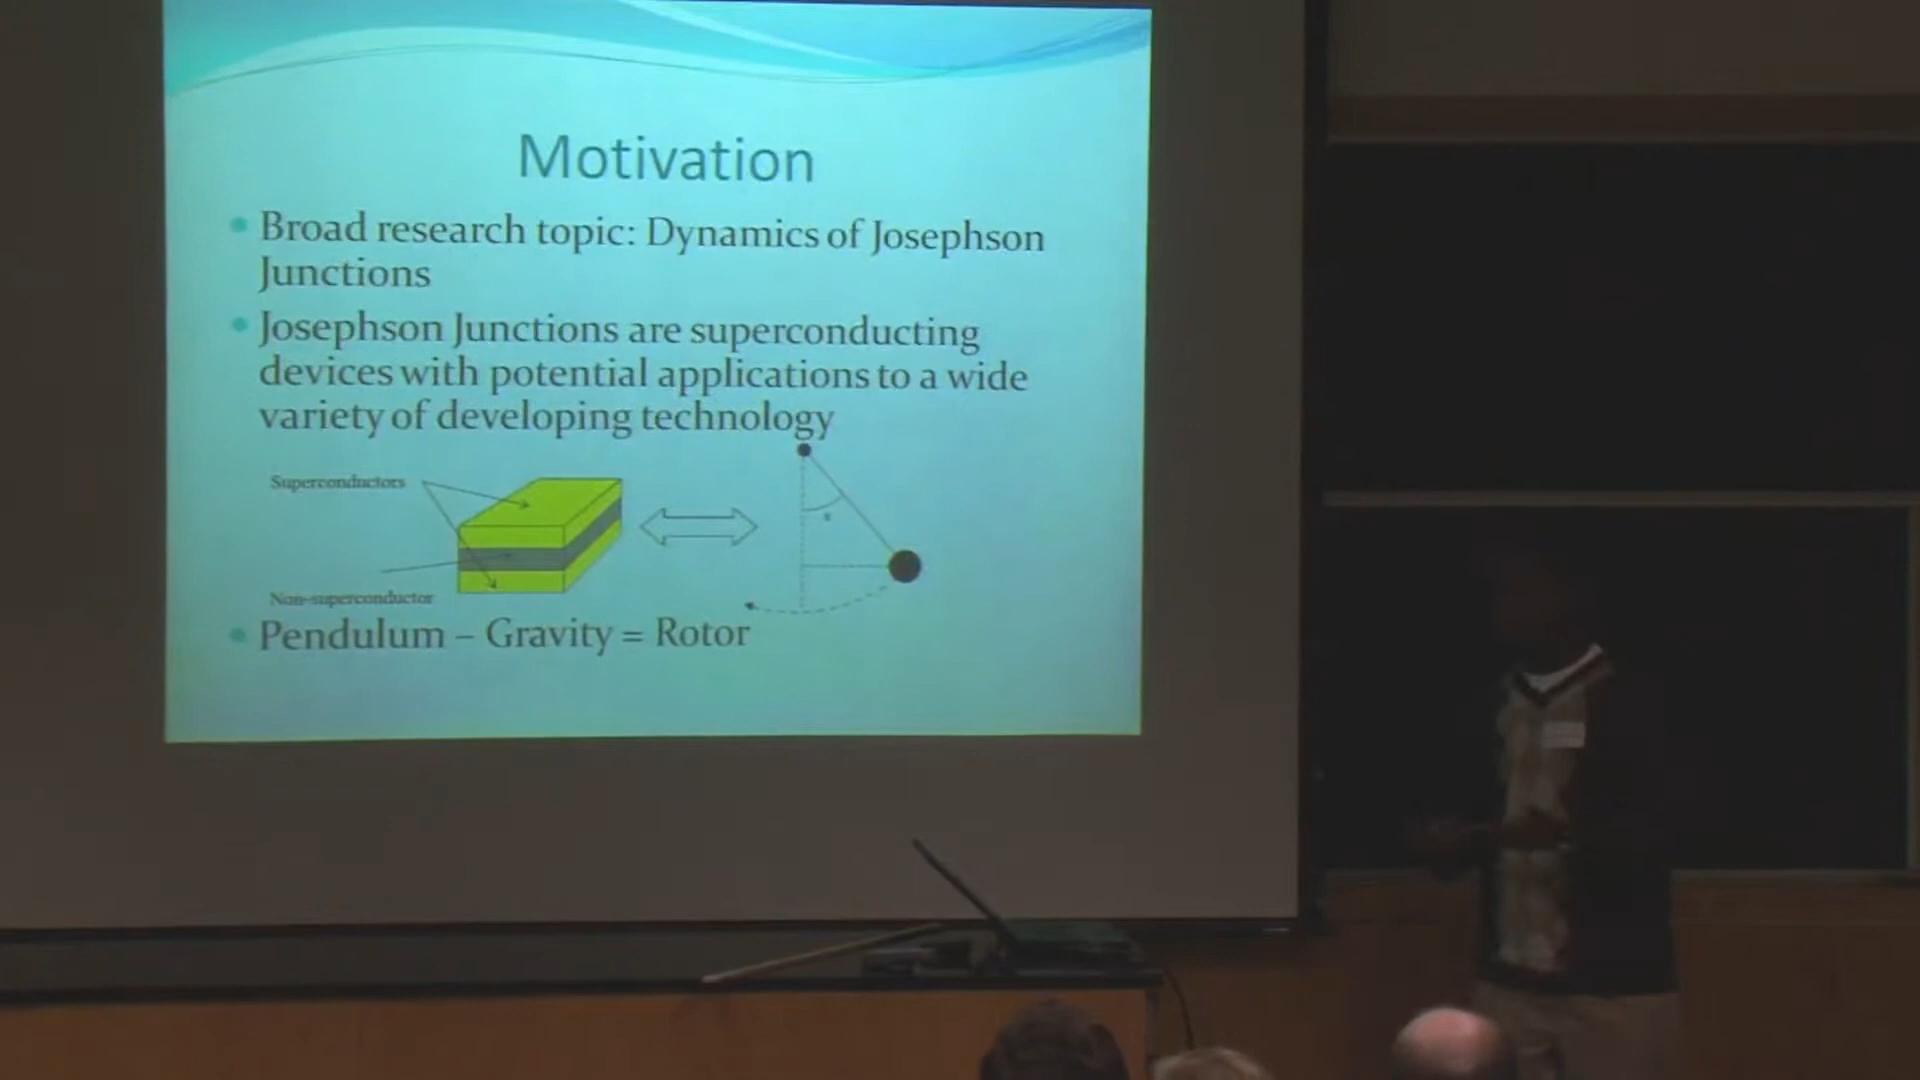 Motivation
Broad research topic: Dynamics of Josephson
Junctions
Josephson Junctions are superconducting
devices with potential applications to a wide
variety of developing technology
Superconductors
Non-superconductor
Pendulum – Gravity = Rotor